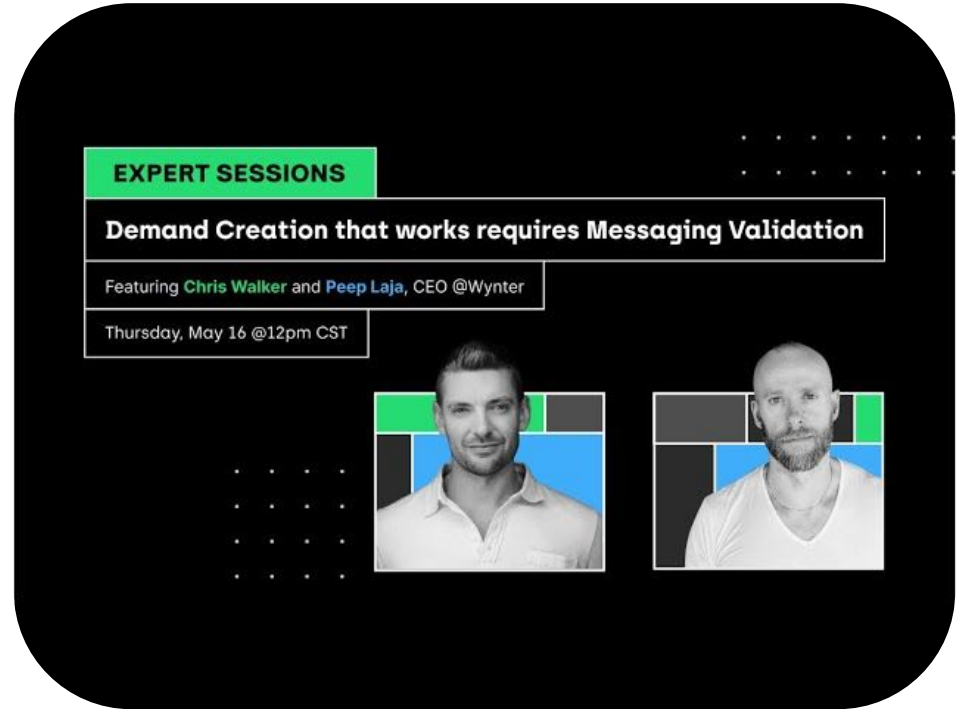 EXPERT SESSIONS
Demand Creation that works requires Messaging Validation
Featuring Chris Walker and Peep Laja, CEO @Wynter
Thursday, May 16 @12pm CST